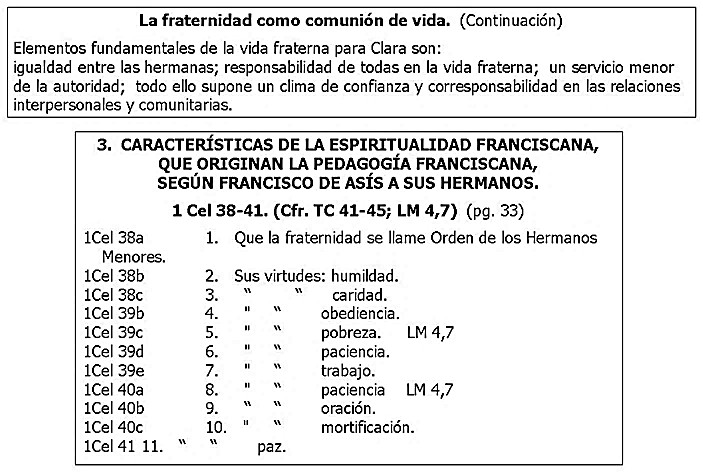 La fraternidad como comunión de vida. (Continuación)
Elementos fundamentales de la vida fraterna para Clara son:
igualdad entre las hermanas; responsabilidad de todas en la vida fraterna; un servicio menor
de la autoridad; todo ello supone un clima de confianza y corresponsabilidad en las relaciones
interpersonales y comunitarias.
3. CARACTERÍSTICAS DE LA ESPIRITUALIDAD FRANCISCANA,
QUE ORIGINAN LA PEDAGOGÍA FRANCISCANA,
SEGÚN FRANCISCO DE ASÍS A SUS HERMANOS.
1 Cel 38-41. (Cfr. TC 41-45; LM 4,7) (pg. 33)
1Cel 38a 1. Que la fraternidad se llame Orden de los Hermanos
Menores.
1Cel 38b 2. Sus virtudes: humildad.
1Cel 38c 3. “ “ caridad.
1Cel 39b 4. " “ obediencia.
1Cel 39c 5. " “ pobreza. LM 4,7
1Cel 39d 6. " “ paciencia.
1Cel 39e 7. " “ trabajo.
1Cel 40a 8. " “ paciencia LM 4,7
1Cel 40b 9. “ “ oración.
1Cel 40c 10. " “ mortificación.
1Cel 41 11. “ “ paz.